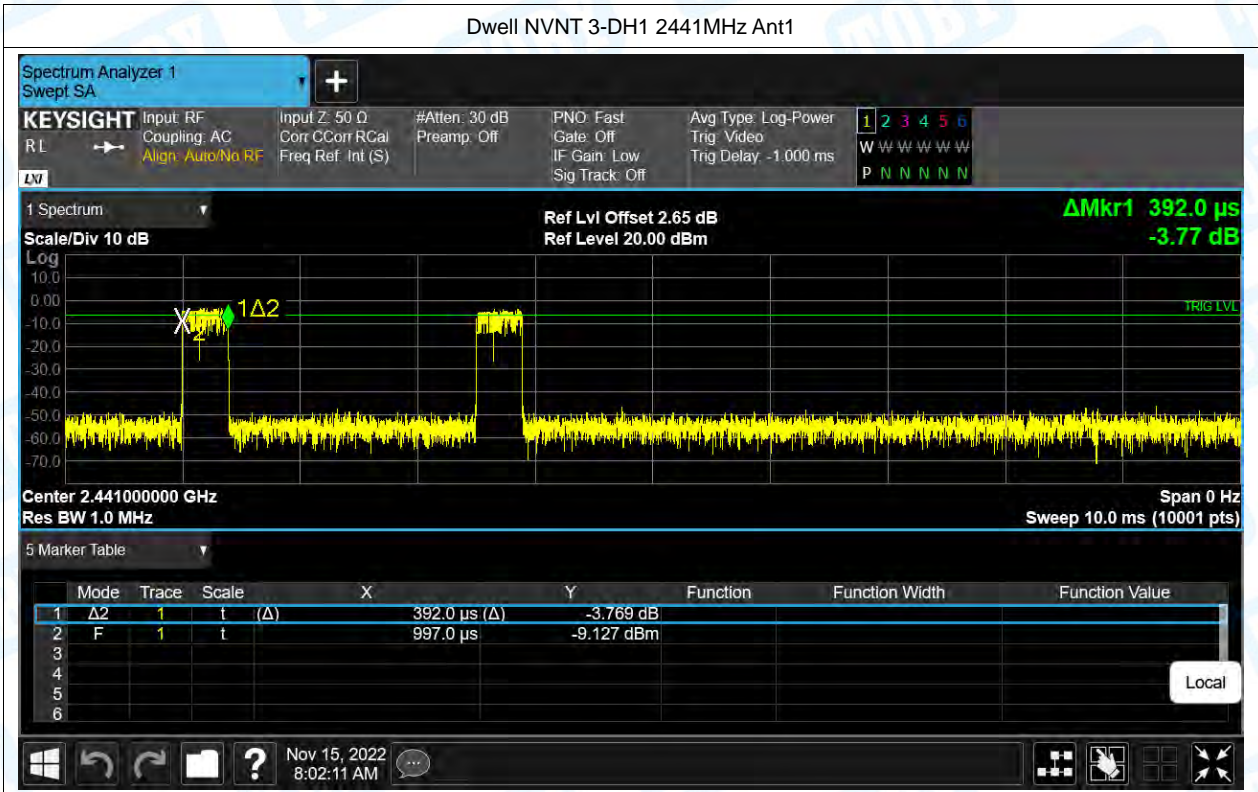 Dwell NVNT 3-DH1 2441MHz Ant1
Spectrum Analyzer 1
Swept SA
+
KEYSIGHT Input: RF Input Z: 50 Ω #Atten: 30 dB PNO: Fast Avg Type: Log-Power 1 2 3 4 5 6
RL Coupling: AC Corr CCorr RCal Preamp: Off Gate: Off Trig: Video W W W W W W
Align: Auto/No RF Freq Ref: Int (S) IF Gain: Low Trig Delay: -1.000 ms P N N N N N
LXI Sig Track: Off
1 Spectrum Ref Lvl Offset 2.65 dB ΔMkr1 392.0 µs
Scale/Div 10 dB Ref Level 20.00 dBm -3.77 dB
Log
10.0
0.00 1Δ2 TRIG LVL
-10.0 2
-20.0
-30.0
-40.0
-50.0
-60.0
-70.0
Center 2.441000000 GHz Span 0 Hz
Res BW 1.0 MHz Sweep 10.0 ms (10001 pts)
5 Marker Table
Mode Trace Scale X Y Function Function Width Function Value
1 Δ2 1 t (Δ) 392.0 µs (Δ) -3.769 dB
2 F 1 t 997.0 µs -9.127 dBm
3
4
5
6
Local
? Nov 15, 2022
8:02:11 AM